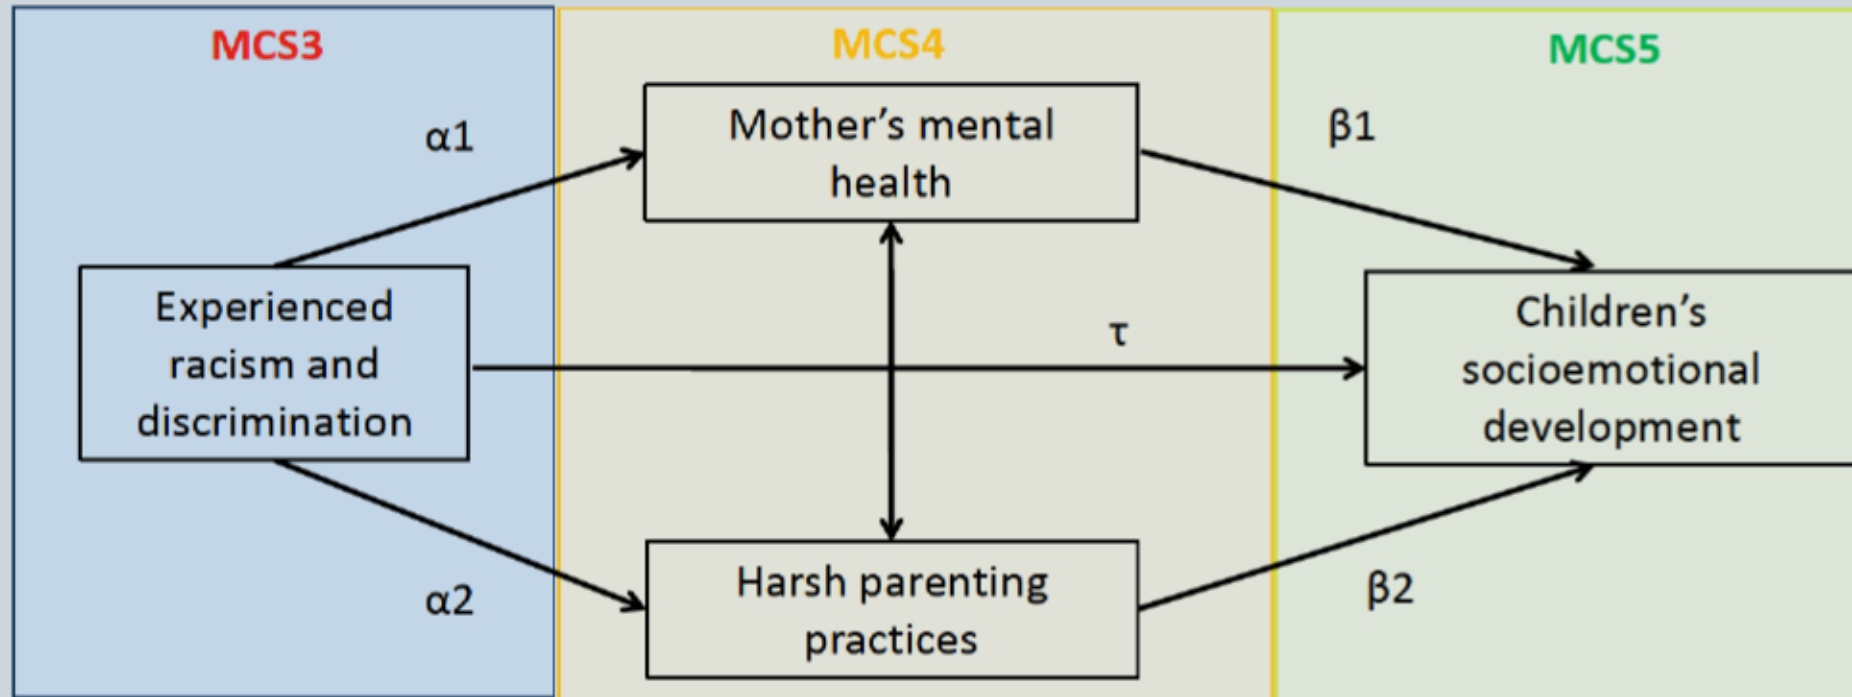 MCS3
MCS4
MCS5
α1
Mother’s mental
health
β1
Experienced
racism and
discrimination
τ
Children’s
socioemotional
development
α2
Harsh parenting
practices
β2